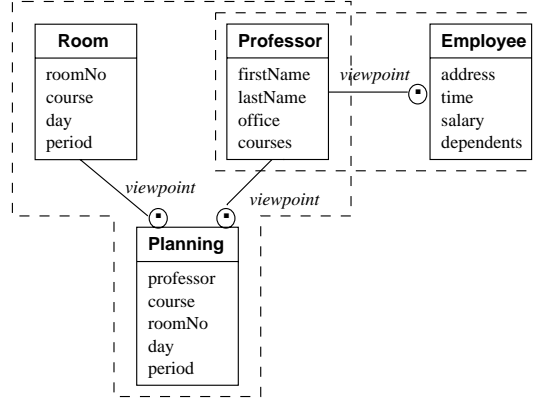 Room
roomNo
course
day
period
Professor
firstName
lastName
office
courses
viewpoint
Employee
address
time
salary
dependents
viewpoint
viewpoint
Planning
professor
course
roomNo
day
period